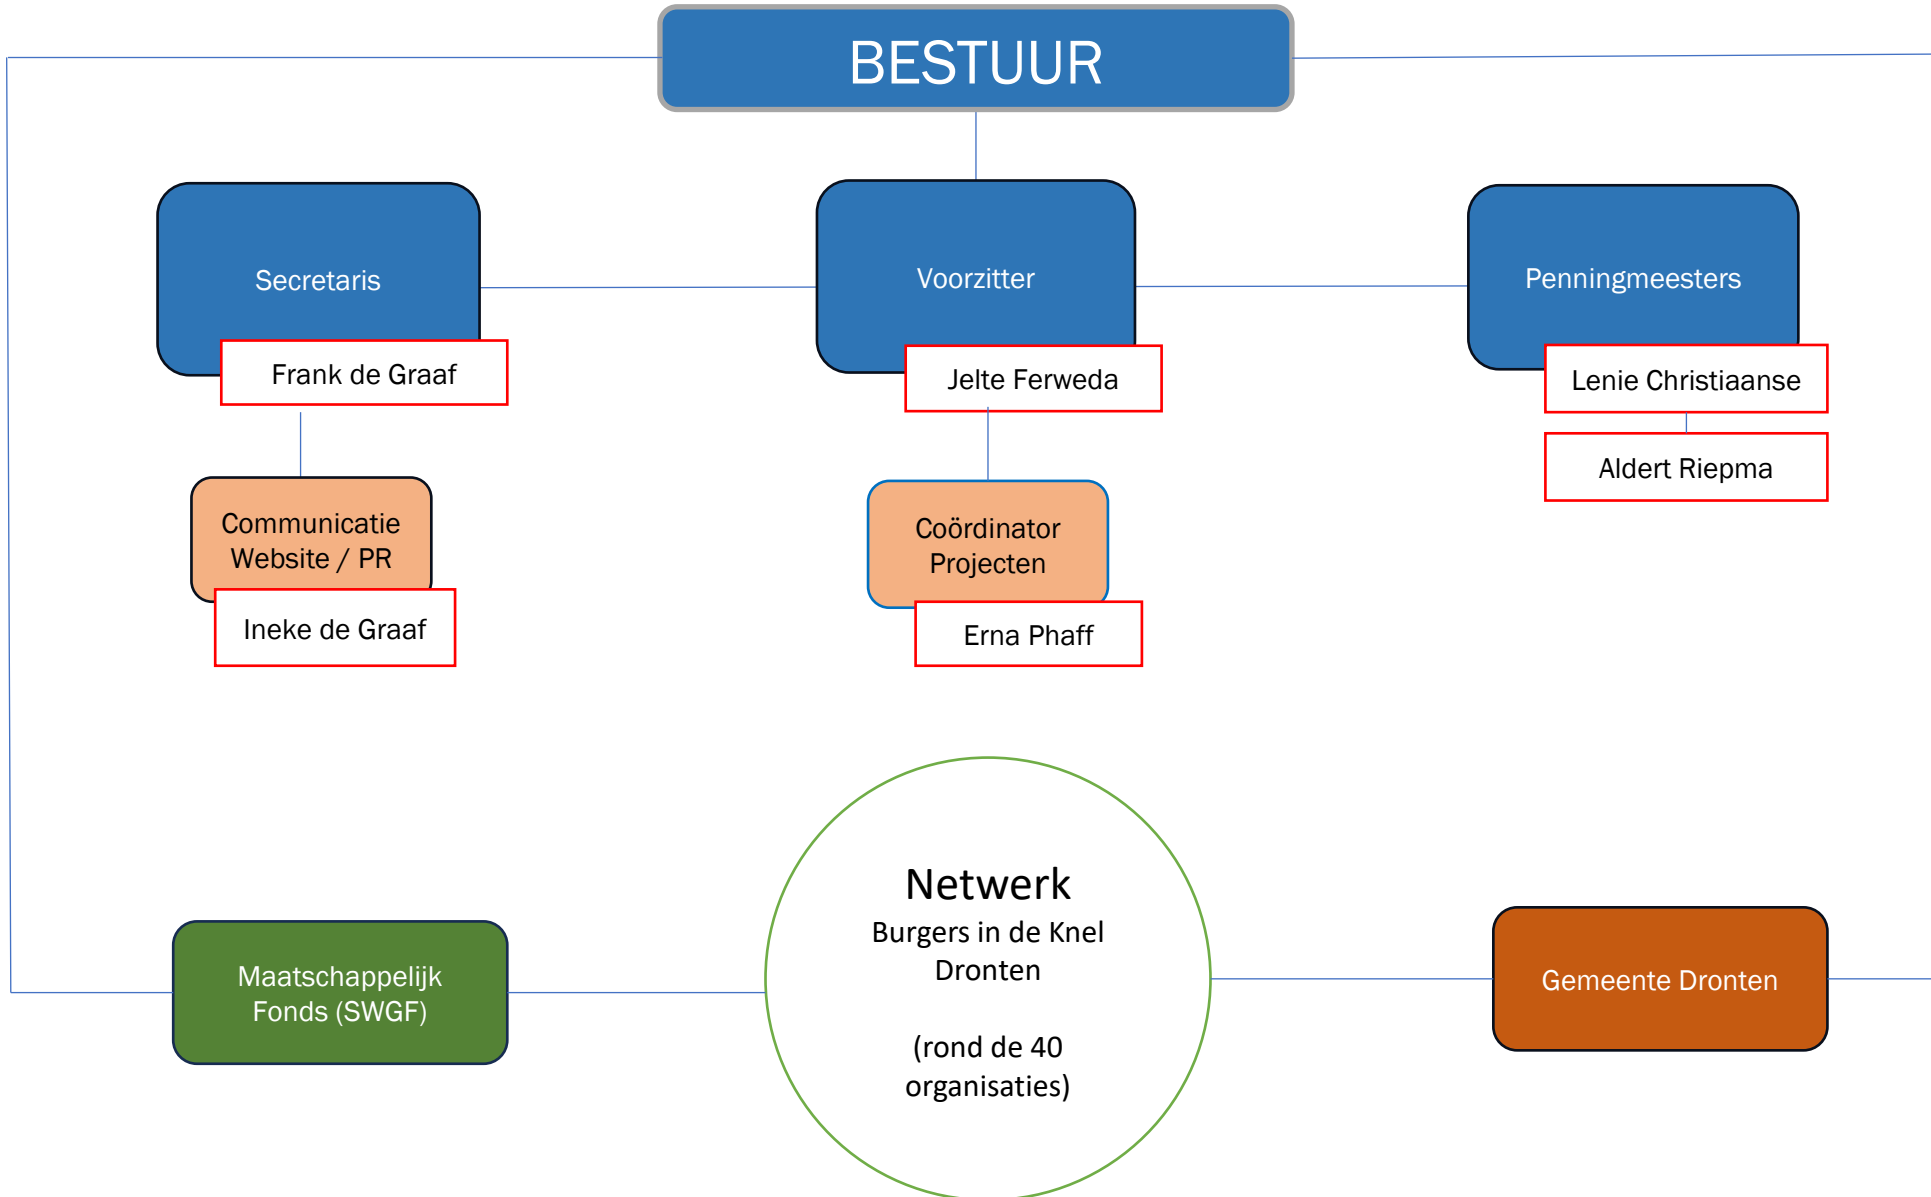 BESTUUR
Secretaris
Frank de Graaf
Voorzitter
Jelte Ferweda
Penningmeesters
Lenie Christiaanse
Aldert Riepma
Communicatie
Website / PR
Ineke de Graaf
Coördinator
Projecten
Erna Phaff
Maatschappelijk
Fonds (SWGF)
Netwerk
Burgers in de Knel
Dronten
(rond de 40
organisaties)
Gemeente Dronten